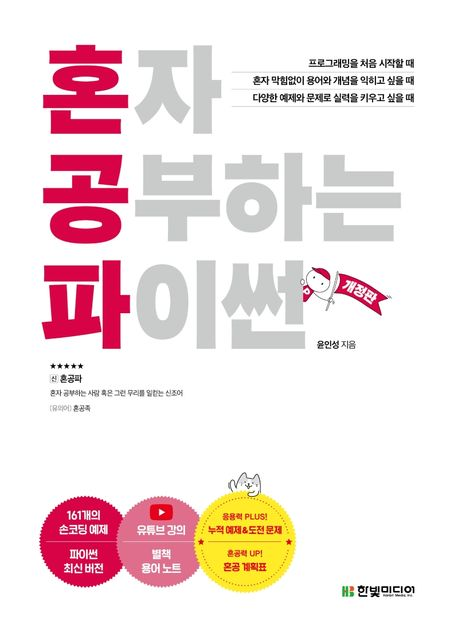 프로그래밍을 처음 시작할 때
혼자 막힘없이 용어와 개념을 익히고 싶을 때
다양한 예제와 문제로 실력을 키우고 싶을 때
혼자
공부하는
파이썬
개정판
윤인성 지음
★★★★★
신 혼공파
혼자 공부하는 사람 혹은 그런 무리를 일컫는 신조어
(유의어) 혼공족
161개의
손코딩 예제
파이썬
최신 버전
유튜브 강의
별책
용어 노트
응용력 PLUS!
누적 예제&도전 문제
혼공력 UP!
혼공 계획표
HB 한빛미디어
Hanbit Media, Inc.